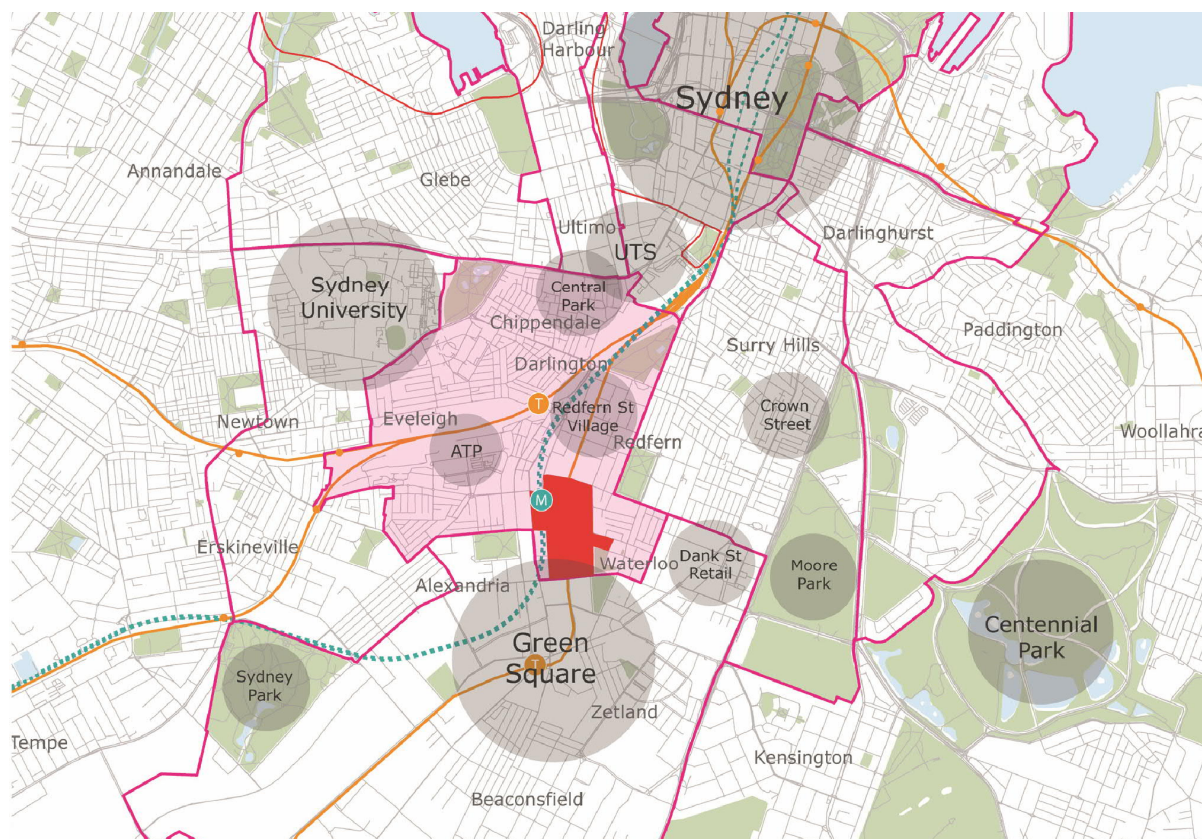 Darling
Harbour
Sydney
Annandale
Glebe
Ultimo
UTS
Darlinghurst
Sydney
University
Central
Park
Chippendale
Paddington
Surry Hills
Darlington
T
Eveleigh
Redfern St
Village
Crown
Street
Newtown
Redfern
Woollahra
ATP
M
Erskineville
Waterloo
Dank St
Retail
Moore
Park
Alexandria
Centennial
Park
Green
Square
T
Sydney
Park
Zetland
Tempe
Kensington
Beaconsfield